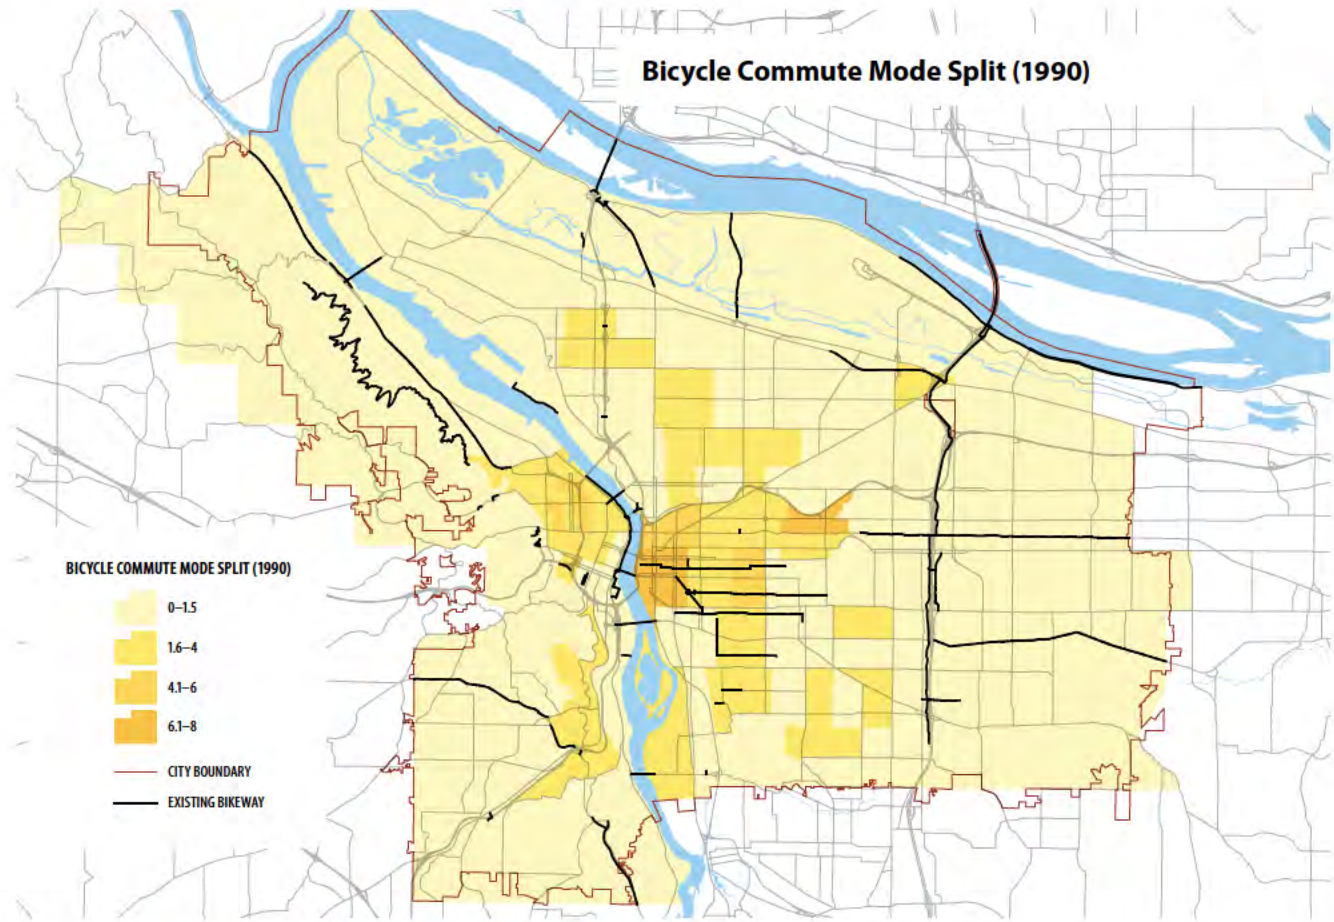 Bicycle Commute Mode Split (1990)
BICYCLE COMMUTE MODE SPLIT (1990)
0–1.5
1.6–4
4.1–6
6.1–8
CITY BOUNDARY
EXISTING BIKEWAY